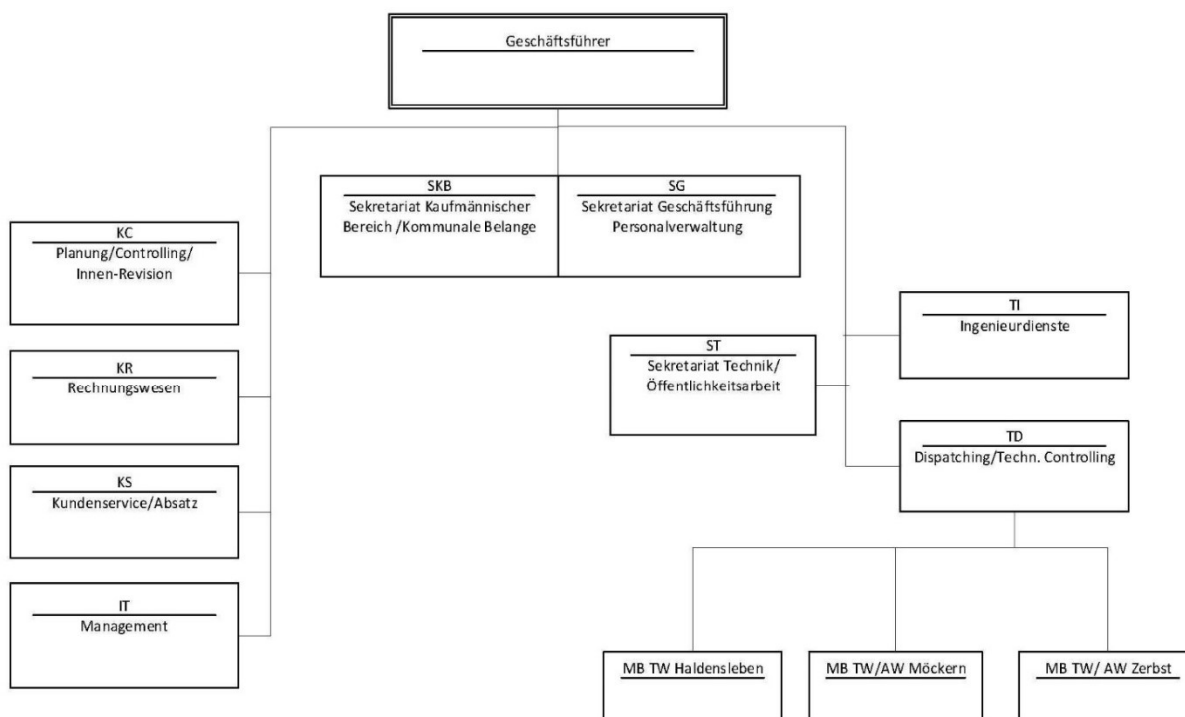 Geschäftsführer
SKB
Sekretariat Kaufmännischer
Bereich /Kommunale Belange
SG
Sekretariat Geschäftsführung
Personalverwaltung
KC
Planung/Controlling/
Innen-Revision
KR
Rechnungswesen
KS
Kundenservice/Absatz
IT
Management
ST
Sekretariat Technik/
Öffentlichkeitsarbeit
TI
Ingenieurdienste
TD
Dispatching/Techn. Controlling
MB TW Haldensleben
MB TW/AW Möckern
MB TW/ AW Zerbst